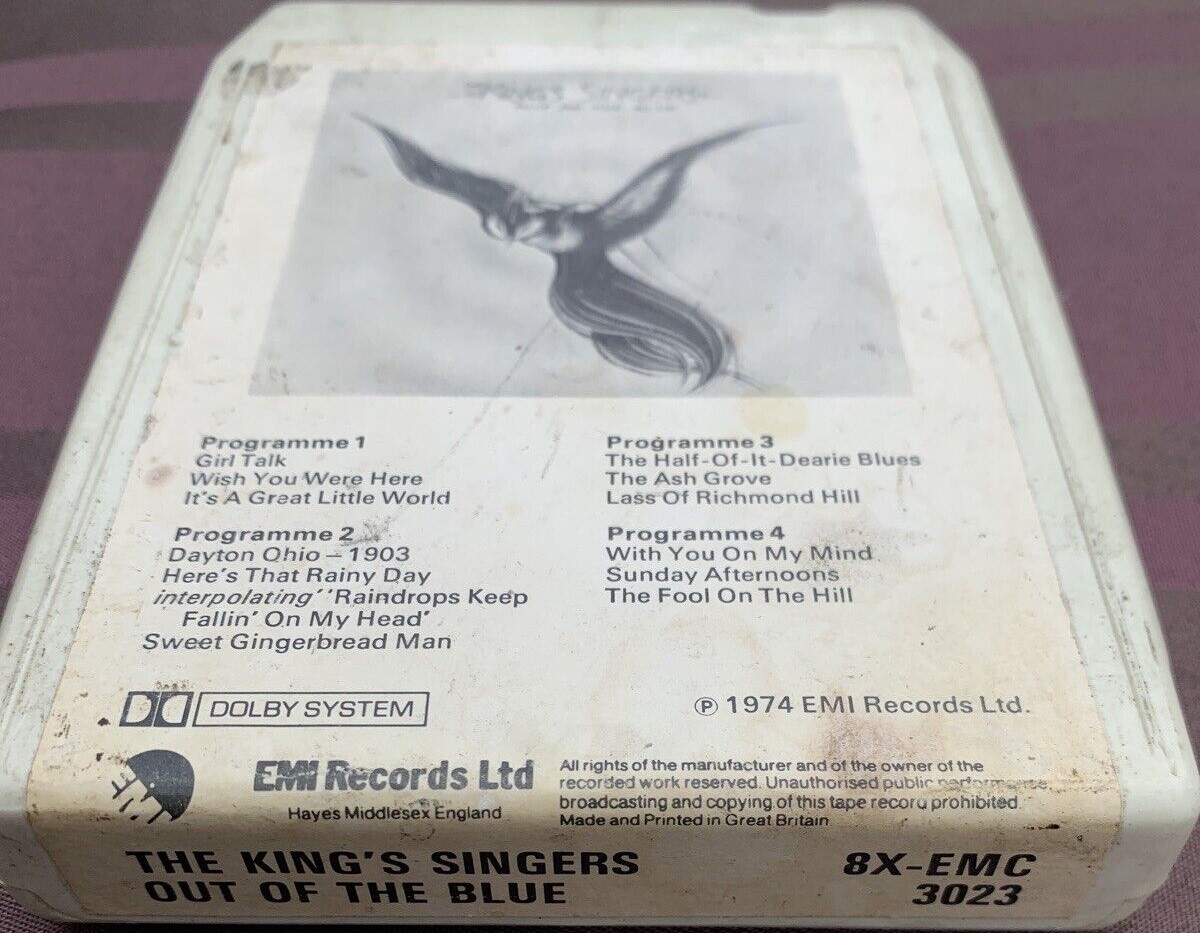 OUT OF THE BLUE
Programme 1
Girl Talk
Wish You Were Here
It's A Great Little World
Programme 2
Dayton Ohio – 1903
Here's That Rainy Day
interpolating ''Raindrops Keep
Fallin' On My Head'
Sweet Gingerbread Man
Programme 3
The Half-Of-It-Dearie Blues
The Ash Grove
Lass Of Richmond Hill
Programme 4
With You On My Mind
Sunday Afternoons
The Fool On The Hill
DOLBY SYSTEM
℗ 1974 EMI Records Ltd.
EMI
EMI Records Ltd
Hayes Middlesex England
All rights of the manufacturer and of the owner of the
recorded work reserved. Unauthorised public performance,
broadcasting and copying of this tape record prohibited.
Made and Printed in Great Britain
THE KING'S SINGERS
OUT OF THE BLUE
8X-EMC
3023